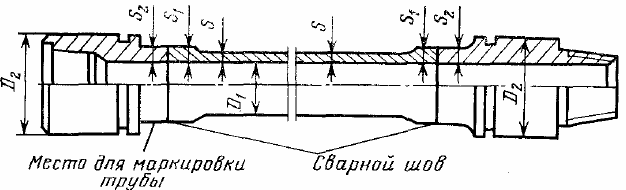 S₂
S₁
S
S
S₁
S₂
D₂
D₁
D₂
Место для маркировки
трубы
Сварной шов